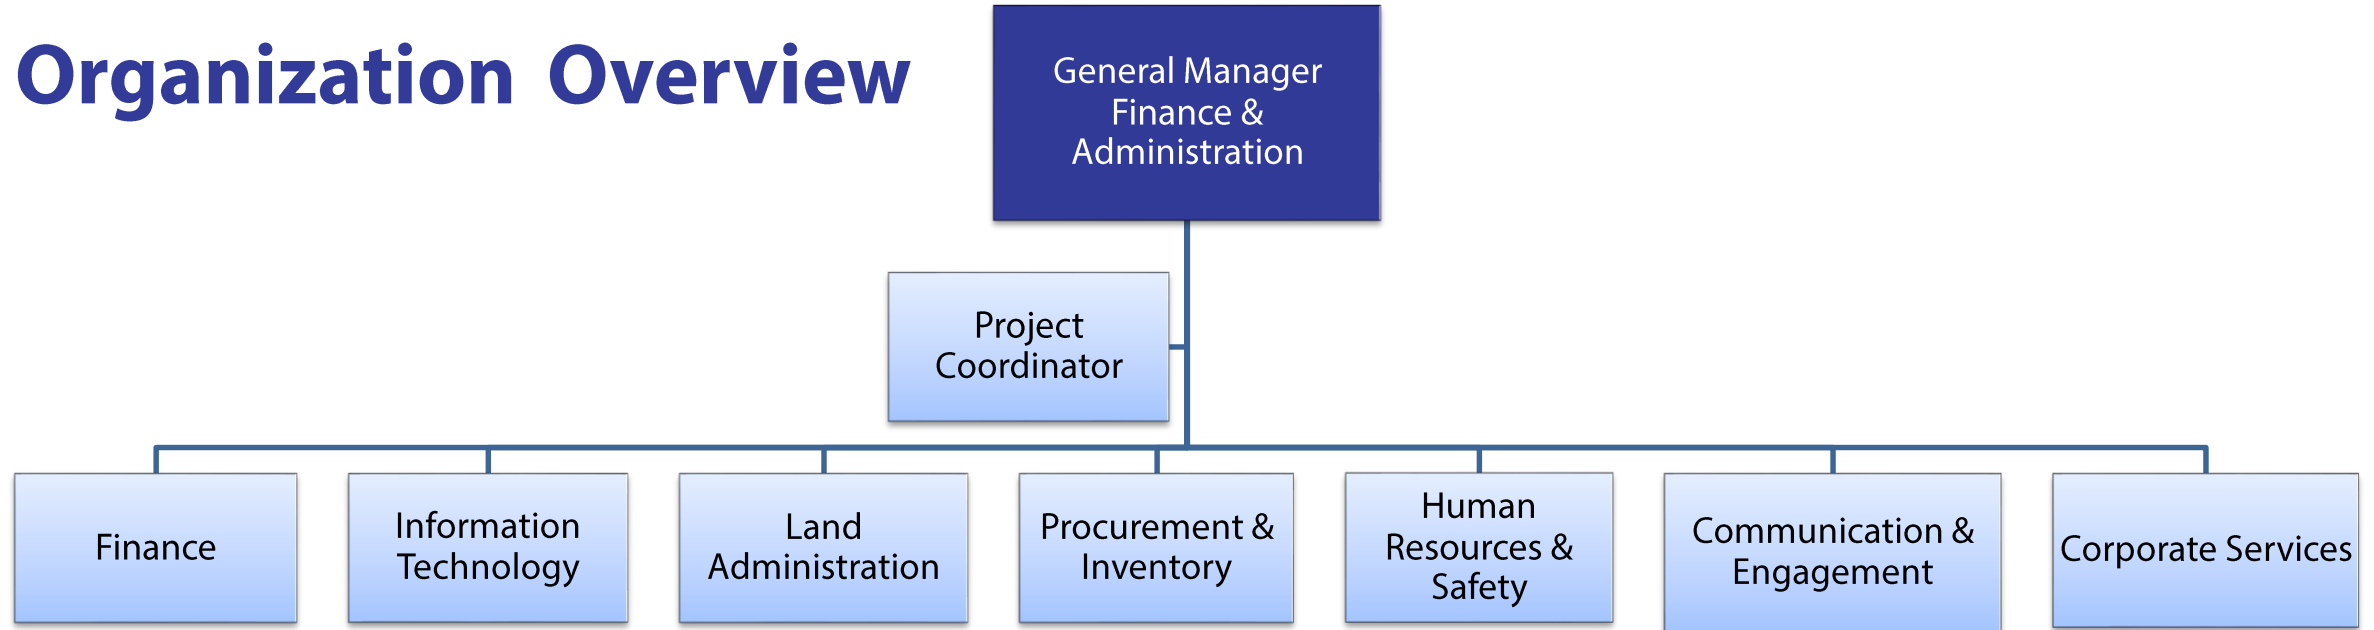 Organization Overview
General Manager
Finance &
Administration
Project
Coordinator
Finance
Information
Technology
Land
Administration
Procurement &
Inventory
Human
Resources &
Safety
Communication &
Engagement
Corporate Services